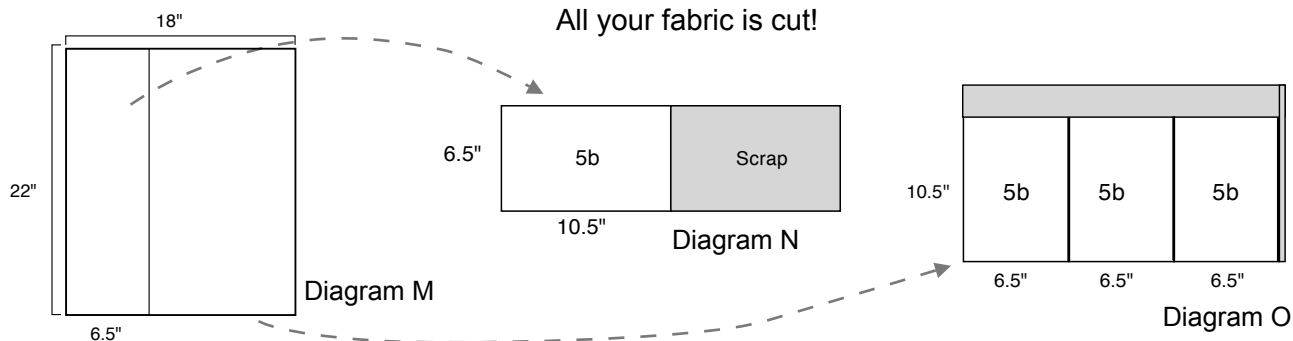 All your fabric is cut!
18"
22"
6.5"
Diagram M
6.5"
5b
Scrap
10.5"
Diagram N
10.5"
5b 5b 5b
6.5" 6.5" 6.5"
Diagram O